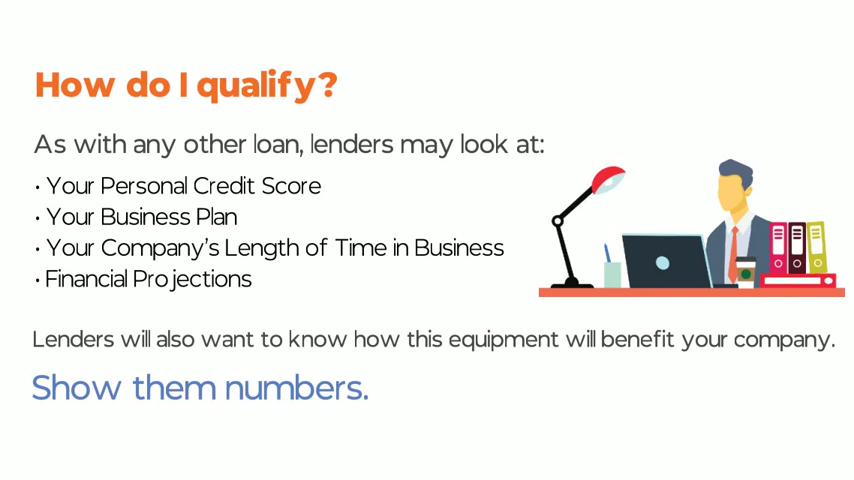 How do I qualify?
As with any other loan, lenders may look at:
• Your Personal Credit Score
• Your Business Plan
• Your Company's Length of Time in Business
• Financial Projections
Lenders will also want to know how this equipment will benefit your company.
Show them numbers.